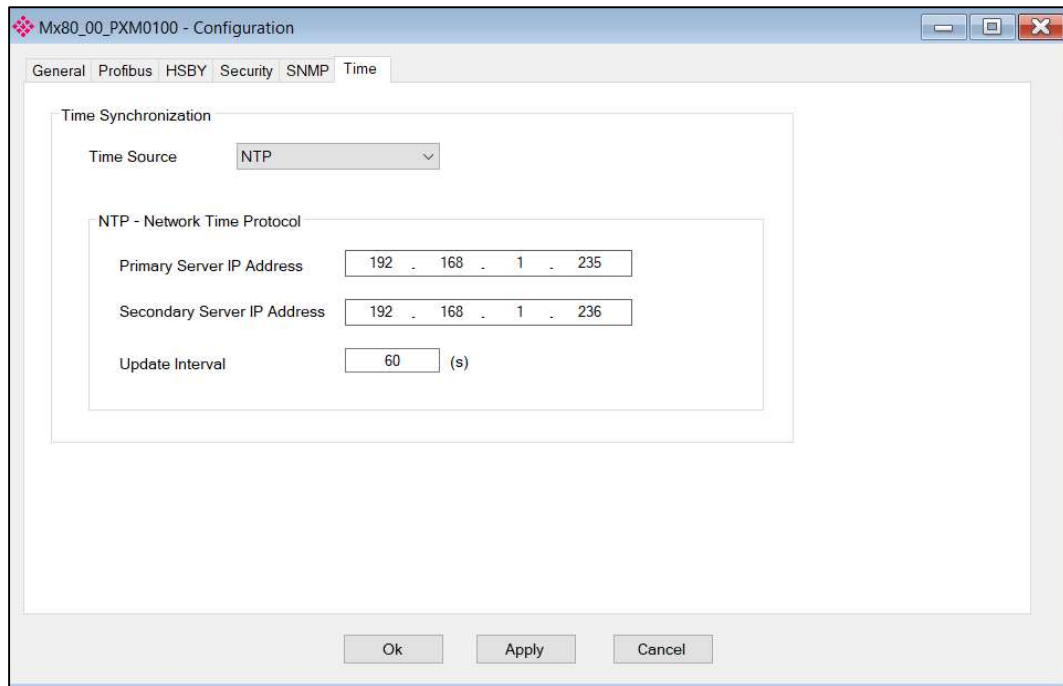 Mx80_00_PXM0100 - Configuration
General Profibus HSBY Security SNMP Time
Time Synchronization
Time Source NTP
NTP - Network Time Protocol
Primary Server IP Address 192 . 168 . 1 . 235
Secondary Server IP Address 192 . 168 . 1 . 236
Update Interval 60 (s)
Ok Apply Cancel